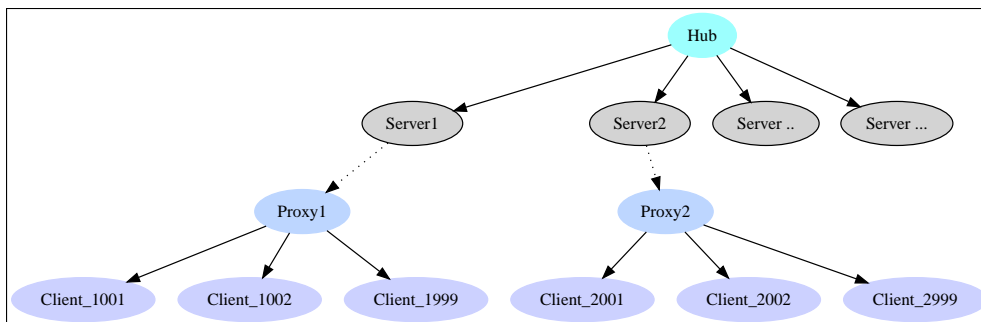 Hub
Server1
Server2
Server ..
Server ...
Proxy1
Proxy2
Client_1001
Client_1002
Client_1999
Client_2001
Client_2002
Client_2999